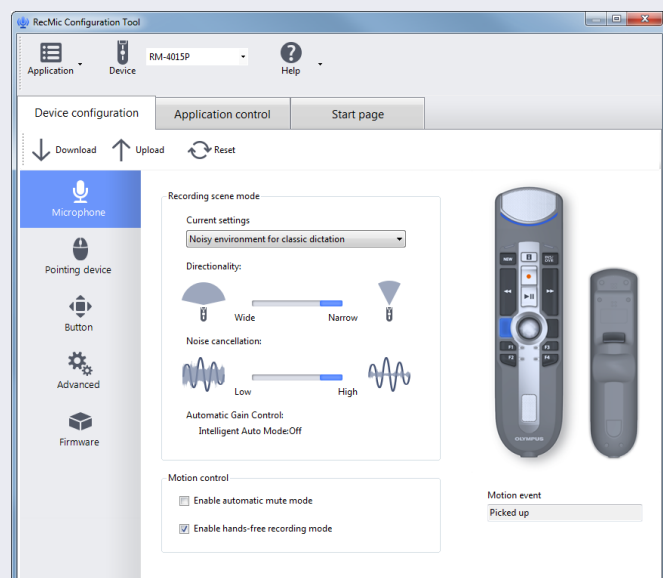 RecMic Configuration Tool
Application
Device
RM-4015P
Help
Device configuration
Application control
Start page
Download
Upload
Reset
Microphone
Pointing device
Button
Advanced
Firmware
Recording scene mode
Current settings
Noisy environment for classic dictation
Directionality:
Wide
Narrow
Noise cancellation:
Low
High
Automatic Gain Control:
Intelligent Auto Mode:Off
Motion control
Enable automatic mute mode
Enable hands-free recording mode
NEW
F1
F3
F2
F4
OLYMPUS
Motion event
Picked up